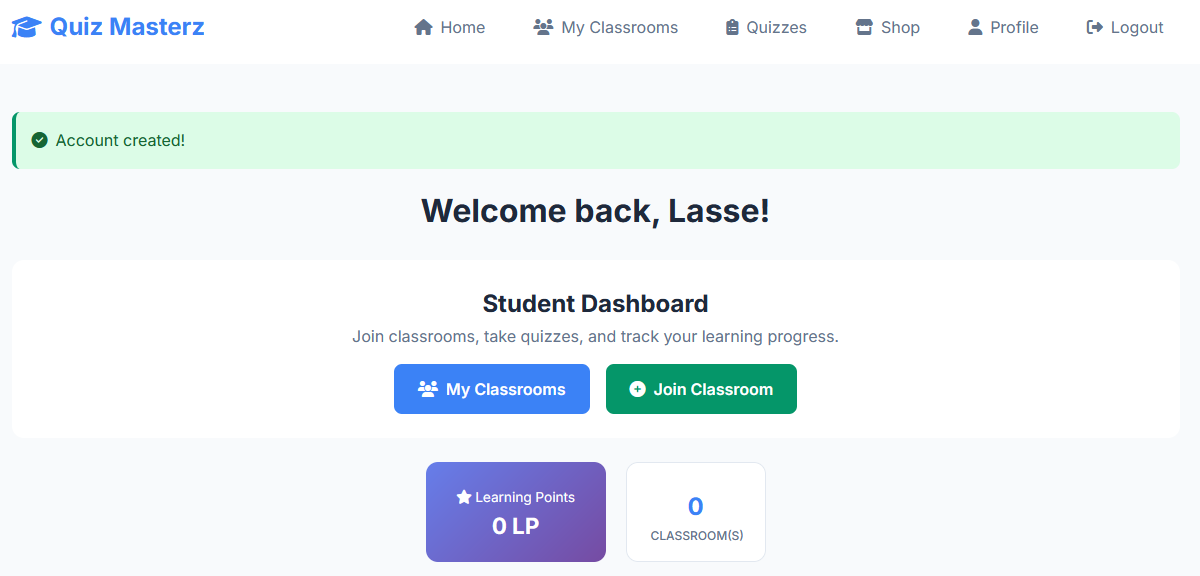 Quiz Masterz Home My Classrooms Quizzes Shop Profile Logout
Account created!
Welcome back, Lasse!
Student Dashboard
Join classrooms, take quizzes, and track your learning progress.
My Classrooms Join Classroom
Learning Points
0 LP
0
CLASSROOM(S)